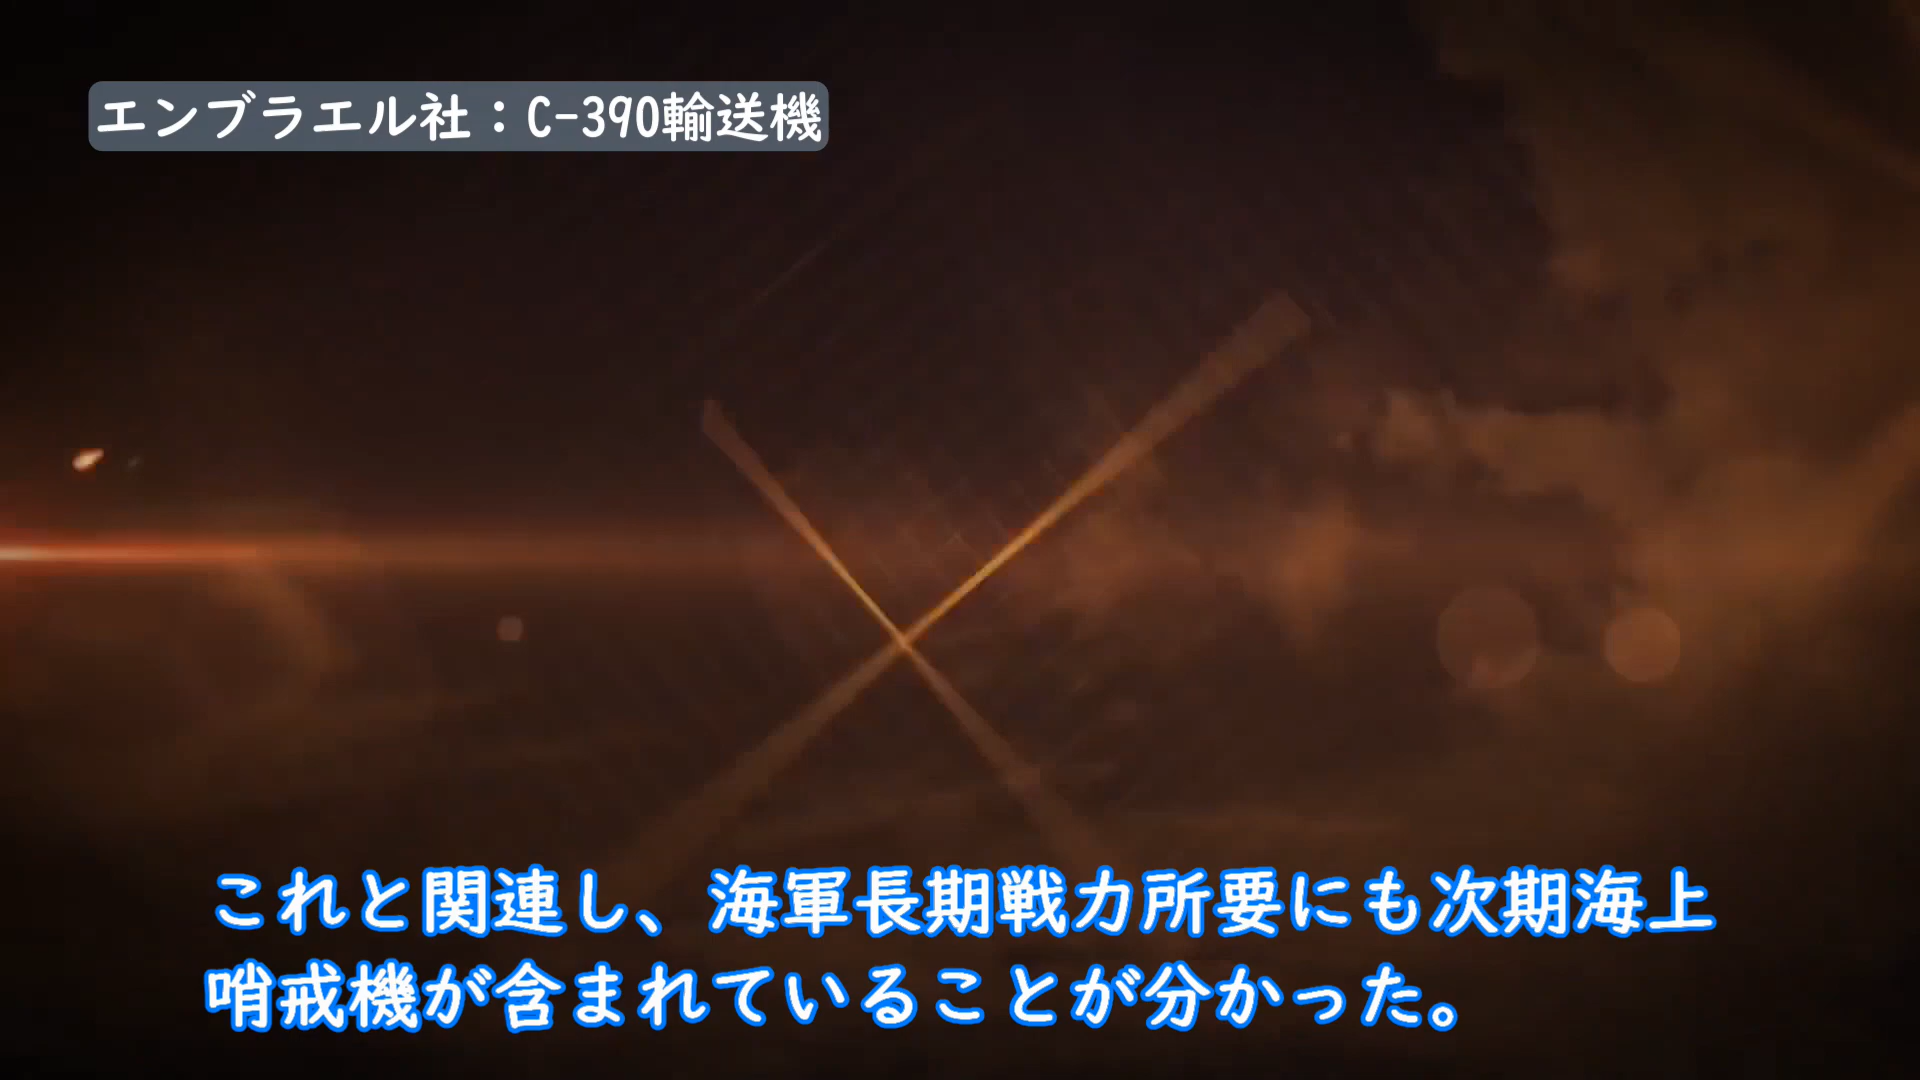 エンブラエル社：C-390輸送機
これと関連し、海軍長期戦力所要にも次期海上
哨戒機が含まれていることが分かった。